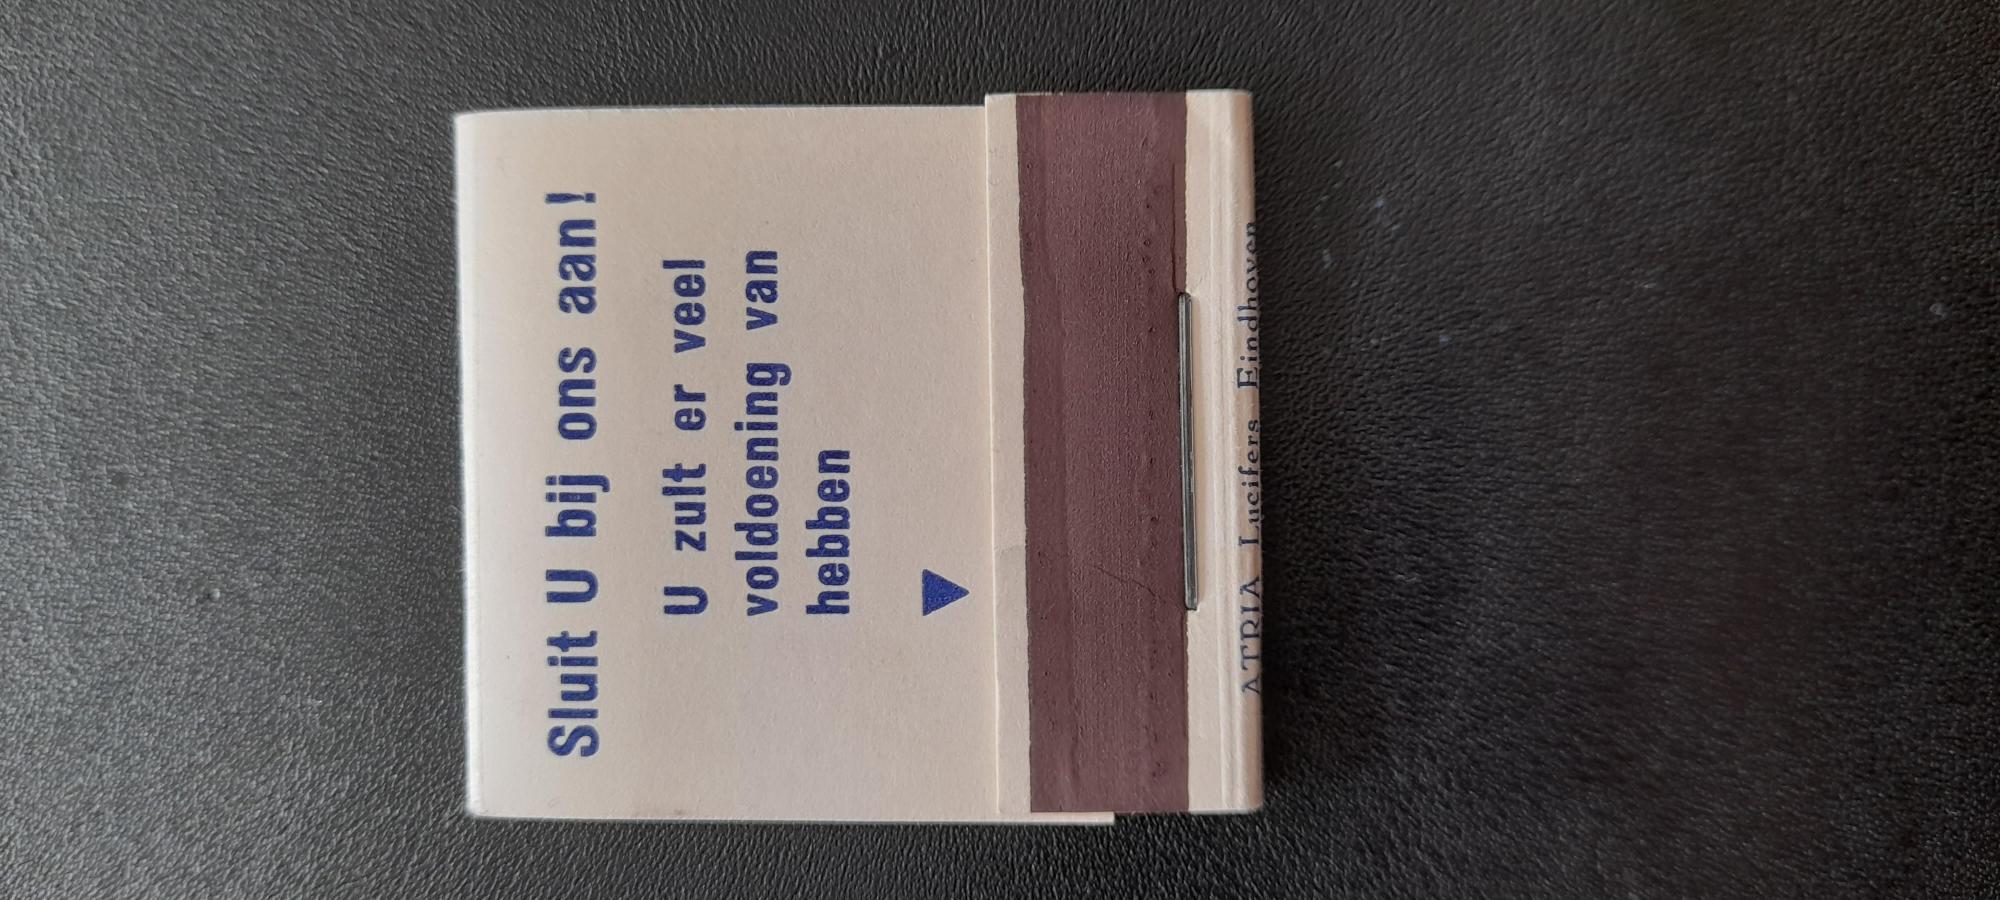 Sluit U bij ons aan!
U zult er veel
voldoening van
hebben
ATRIA Lucifers Eindhoven